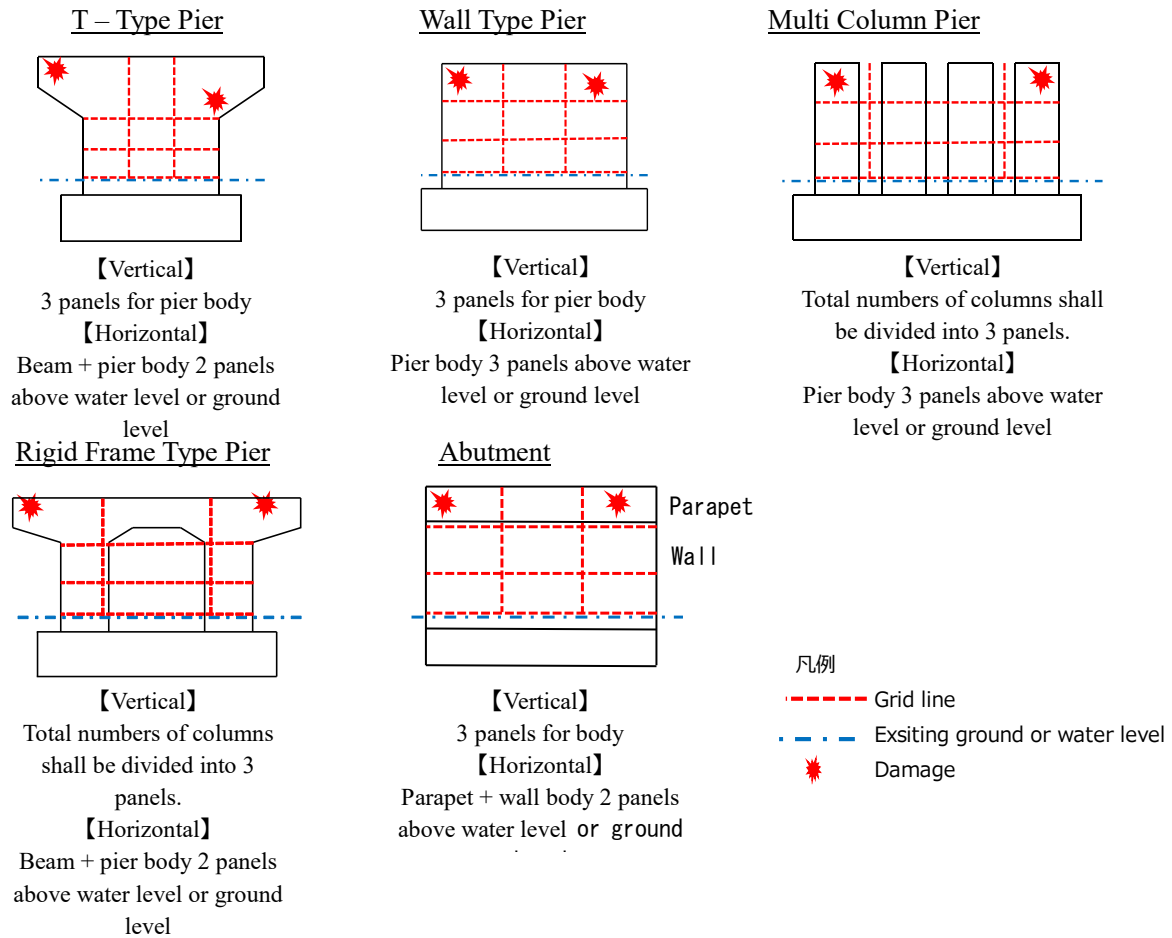 T – Type Pier
【Vertical】
3 panels for pier body
【Horizontal】
Beam + pier body 2 panels
above water level or ground
level
Wall Type Pier
【Vertical】
3 panels for pier body
【Horizontal】
Pier body 3 panels above water
level or ground level
Multi Column Pier
【Vertical】
Total numbers of columns shall
be divided into 3 panels.
【Horizontal】
Pier body 3 panels above water
level or ground level
Rigid Frame Type Pier
【Vertical】
Total numbers of columns
shall be divided into 3
panels.
【Horizontal】
Beam + pier body 2 panels
above water level or ground
level
Abutment
Parapet
Wall
【Vertical】
3 panels for body
【Horizontal】
Parapet + wall body 2 panels
above water level or ground
凡例
Grid line
Exsiting ground or water level
Damage